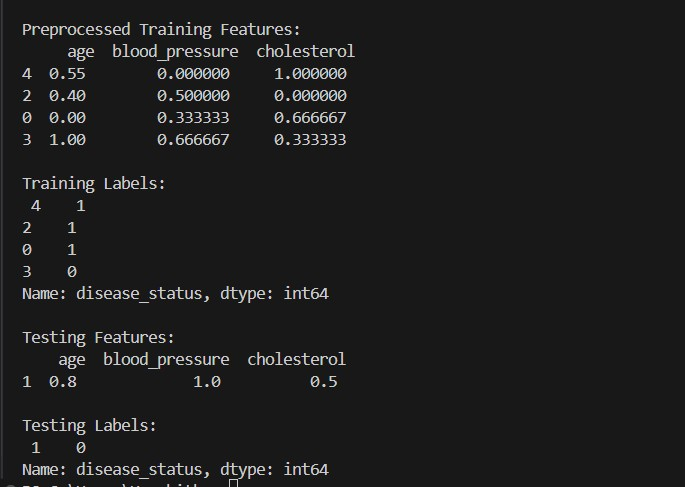 Preprocessed Training Features:
     age  blood_pressure  cholesterol
4  0.55        0.000000     1.000000
2  0.40        0.500000     0.000000
0  0.00        0.333333     0.666667
3  1.00        0.666667     0.333333
Training Labels:
 4    1
2    1
0    1
3    0
Name: disease_status, dtype: int64
Testing Features:
    age  blood_pressure  cholesterol
1  0.8             1.0          0.5
Testing Labels:
 1    0
Name: disease_status, dtype: int64